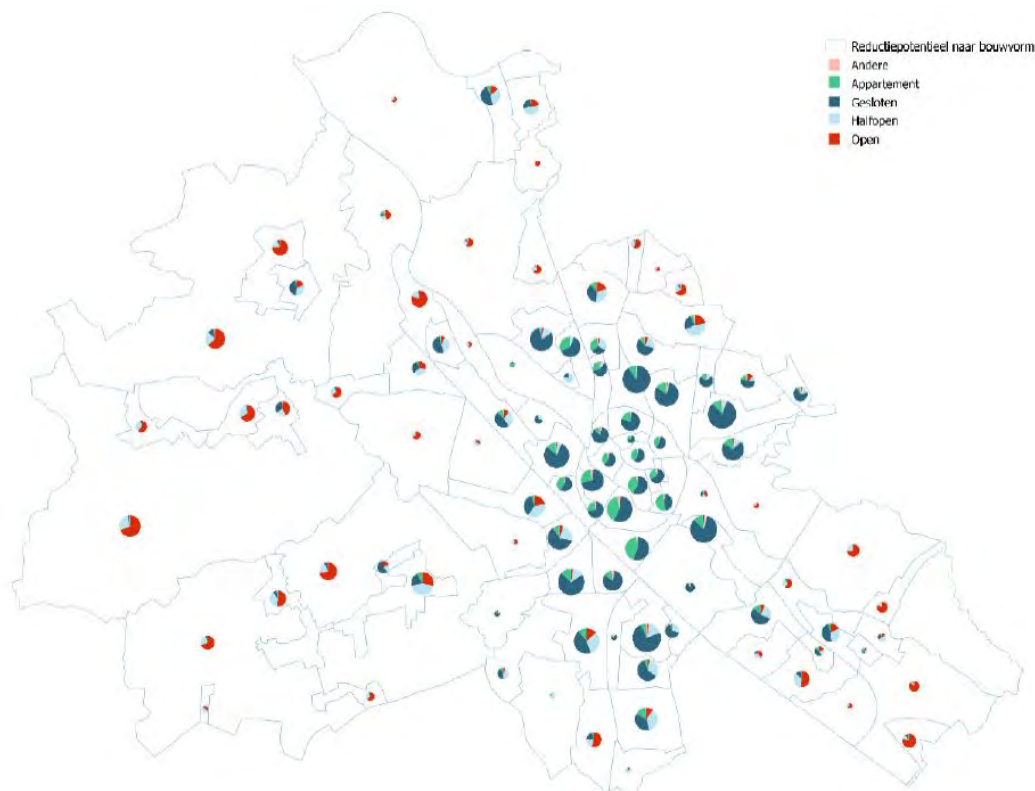 Reductiepotentieel naar bouwvorm
Andere
Appartement
Gesloten
Halfopen
Open